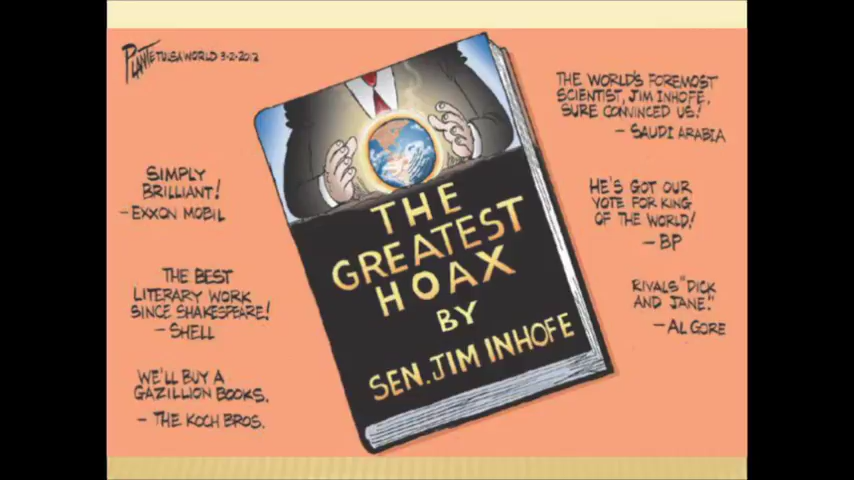 PLANTE TULSA WORLD 3-2-2012
SIMPLY
BRILLIANT!
- EXXON MOBIL
THE BEST
LITERARY WORK
SINCE SHAKESPEARE!
- SHELL
WE'LL BUY A
GAZILLION BOOKS.
- THE KOCH BROS.
THE
GREATEST
HOAX
BY
SEN. JIM INHOFE
THE WORLD'S FOREMOST
SCIENTIST, JIM INHOFE,
SURE CONVINCED US!
- SAUDI ARABIA
HE'S GOT OUR
VOTE FOR KING
OF THE WORLD!
- BP
RIVALS "DICK
AND JANE."
- AL GORE